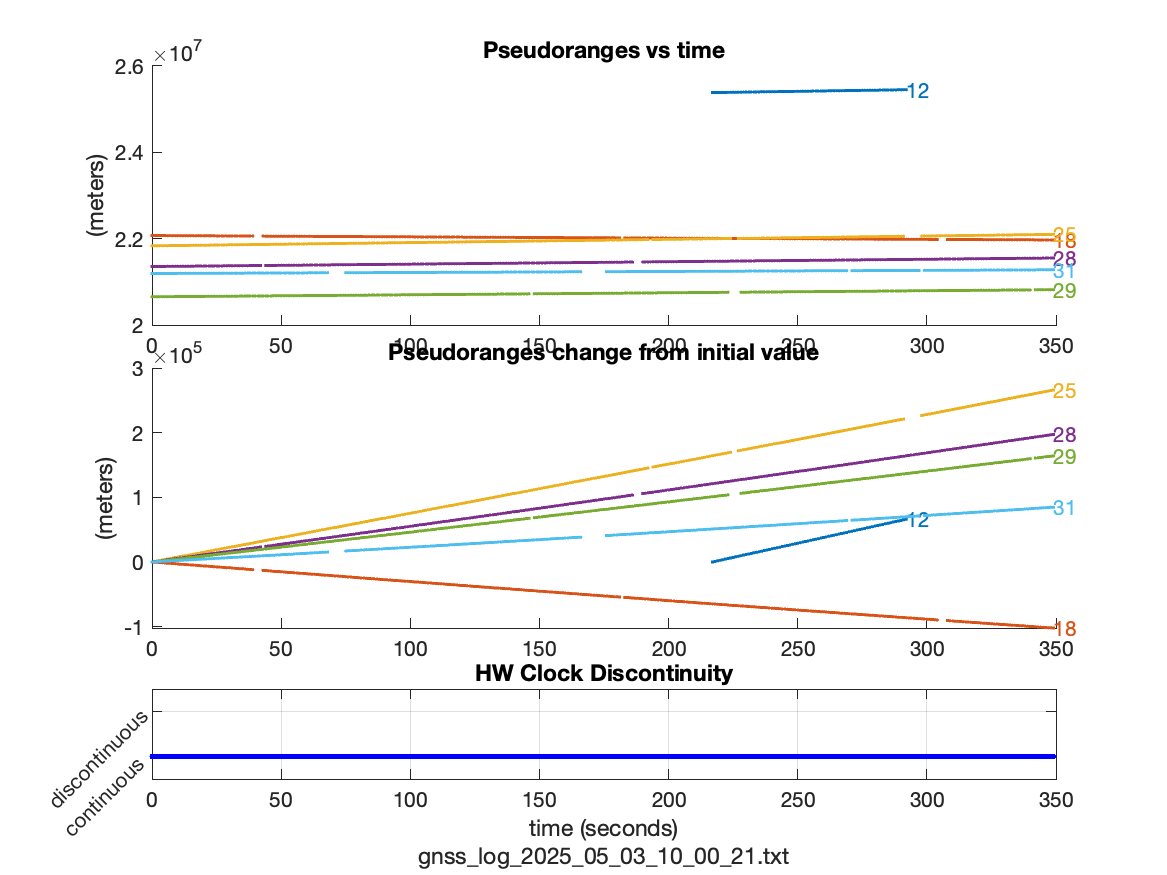 Pseudoranges vs time
×10^7
2.6
2.4
2.2
2
(meters)
12
25
18
28
31
29
0 50 100 150 200 250 300 350
Pseudoranges change from initial value
×10^5
3
2
1
0
-1
(meters)
25
28
29
31
12
18
0 50 100 150 200 250 300 350
HW Clock Discontinuity
discontinuous
continuous
0 50 100 150 200 250 300 350
time (seconds)
gnss_log_2025_05_03_10_00_21.txt